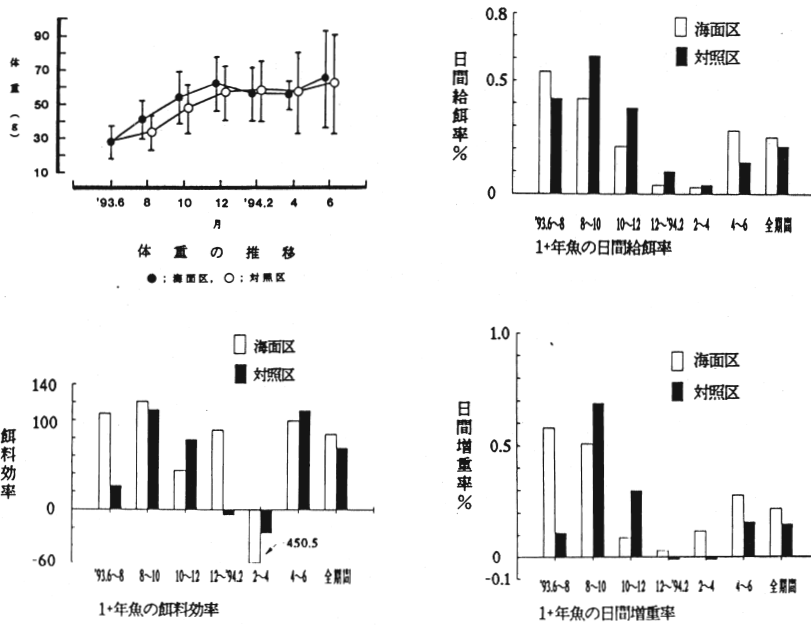 体重(g)
90
70
50
30
10
'93.6 8 10 12 '94.2 4 6
月
体重の推移
●:海面区, ○:対照区
日間給餌率%
0.8
0.5
0
海面区
対照区
'93.6~8 8~10 10~12 12~'94.2 2~4 4~6 全期間
1+年魚の日間給餌率
餌料効率
140
100
0
-60
海面区
対照区
-450.5
'93.6~8 8~10 10~12 12~'94.2 2~4 4~6 全期間
1+年魚の餌料効率
日間増重率%
1.0
0.5
0
-0.1
海面区
対照区
'93.6~8 8~10 10~12 12~'94.2 2~4 4~6 全期間
1+年魚の日間増重率